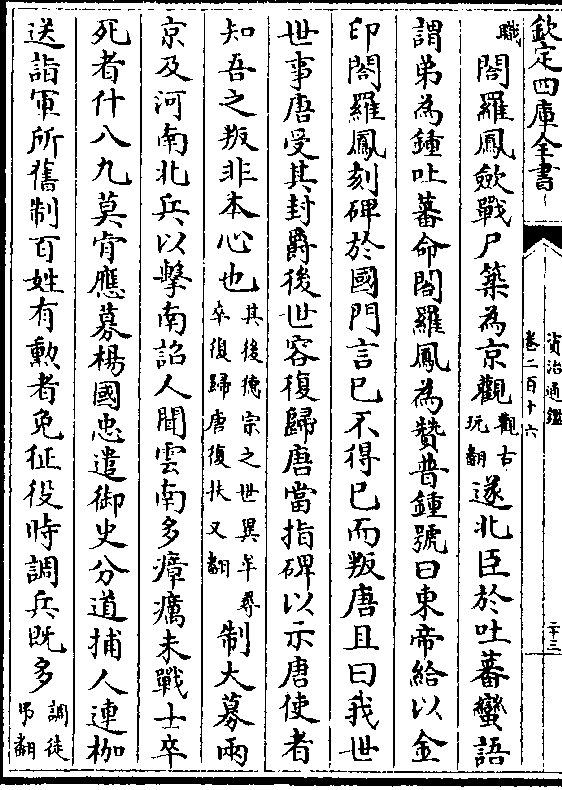 欽定四庫全書
資治通鑑
卷二百十六
二十三
職閤羅鳳斂戰尸築為京觀觀古玩翻遂北臣於吐蕃蠻語
謂弟為鍾吐蕃命閤羅鳳為贊普鍾號曰東帝給以金
印閤羅鳳刻碑於國門言已不得已而叛唐且曰我世
世事唐受其封爵後世容復歸唐當指碑以示唐使者
知吾之叛非本心也其後德宗之世異牟尋卒復歸唐復扶又翻制大募兩
京及河南北兵以擊南詔人聞雲南多瘴癘未戰士卒
死者什八九莫肯應募楊國忠遣御史分道捕人連枷
送詣軍所舊制百姓有勲者免征役時調兵既多調徒弔翻